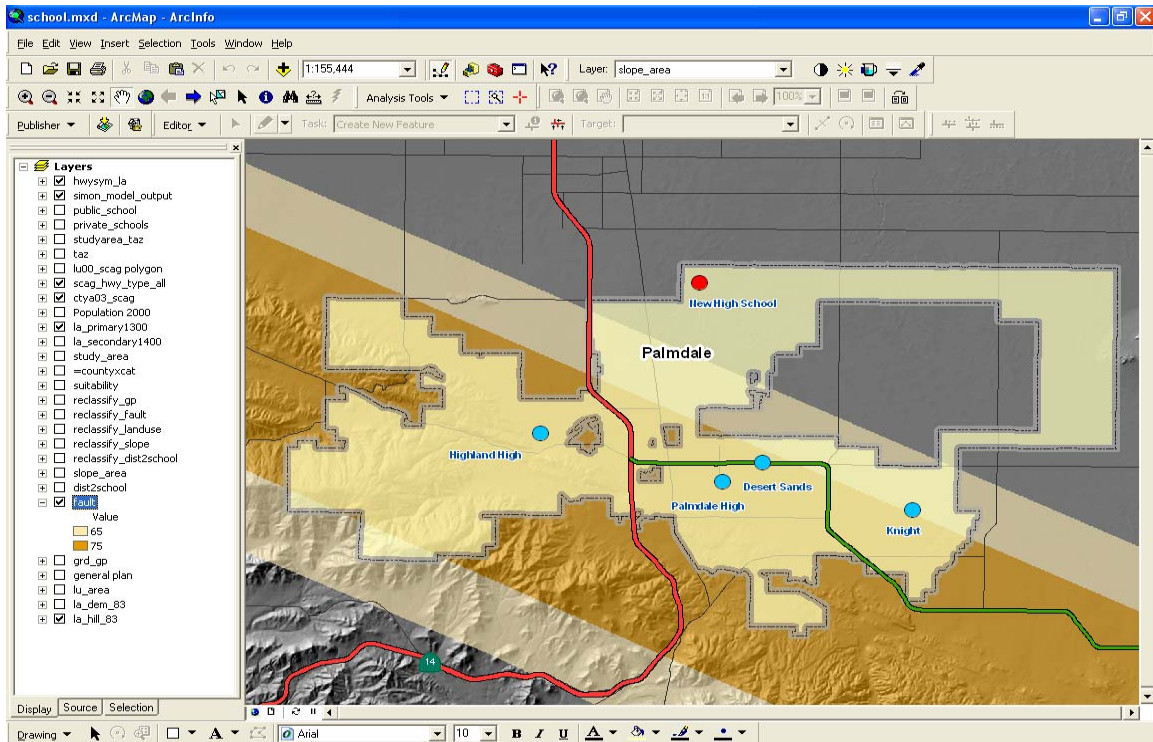 school.mxd - ArcMap - ArcInfo
File Edit View Insert Selection Tools Window Help
1:155,444
Layer: slope_area
Analysis Tools
100%
Publisher
Editor
Task: Create New Feature
Target:
Layers
hwysym_la
simon_model_output
public_school
private_schools
studyarea_taz
taz
lu00_scag polygon
scag_hwy_type_all
ctya03_scag
Population 2000
la_primary1300
la_secondary1400
study_area
=countyxcat
suitability
reclassify_gp
reclassify_fault
reclassify_landuse
reclassify_slope
reclassify_dist2school
slope_area
dist2school
fault
Value
65
75
grd_gp
general plan
lu_area
la_dem_83
la_hill_83
Display Source Selection
New High School
Palmdale
Highland High
Desert Sands
Palmdale High
Knight
14
Drawing
A
Arial
10
B I U A